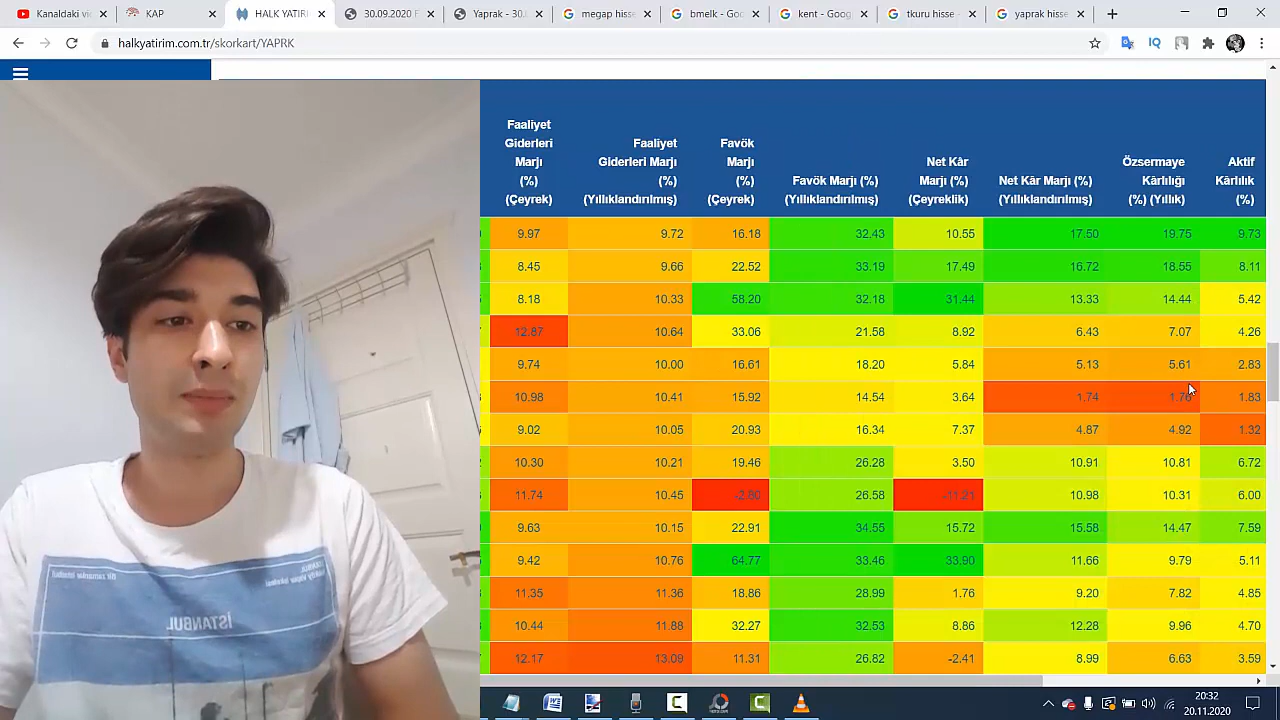 Kanaldaki vi
KAP
HALK YATIRI
30.09.2020 F
Yaprak - 30.
megap hisse
bmelk - Goo
kent - Goog
tkuru hisse
yaprak hisse
halkyatirim.com.tr/skorkart/YAPRK
Faaliyet Giderleri Marjı (%) (Çeyrek)
Faaliyet Giderleri Marjı (%) (Yıllıklandırılmış)
Favök Marjı (%) (Çeyrek)
Favök Marjı (%) (Yıllıklandırılmış)
Net Kâr Marjı (%) (Çeyreklik)
Net Kâr Marjı (%) (Yıllıklandırılmış)
Özsermaye Kârlılığı (%) (Yıllık)
Aktif Kârlılık (%)
9.97 9.72 16.18 32.43 10.55 17.50 19.75 9.73
8.45 9.66 22.52 33.19 17.49 16.72 18.55 8.11
8.18 10.33 58.20 32.18 31.44 13.33 14.44 5.42
12.87 10.64 33.06 21.58 8.92 6.43 7.07 4.26
9.74 10.00 16.61 18.20 5.84 5.13 5.61 2.83
10.98 10.41 15.92 14.54 3.64 1.74 1.83
9.02 10.05 20.93 16.34 7.37 4.87 4.92 1.32
10.30 10.21 19.46 26.28 3.50 10.91 10.81 6.72
11.74 10.45 -2.80 26.58 -11.21 10.98 10.31 6.00
9.63 10.15 22.91 34.55 15.72 15.58 14.47 7.59
9.42 10.76 64.77 33.46 33.90 11.66 9.79 5.11
11.35 11.36 18.86 28.99 1.76 9.20 7.82 4.85
10.44 11.88 32.27 32.53 8.86 12.28 9.96 4.70
12.17 13.09 11.31 26.82 -2.41 8.99 6.63 3.59
İSTANBUL
20:32
20.11.2020